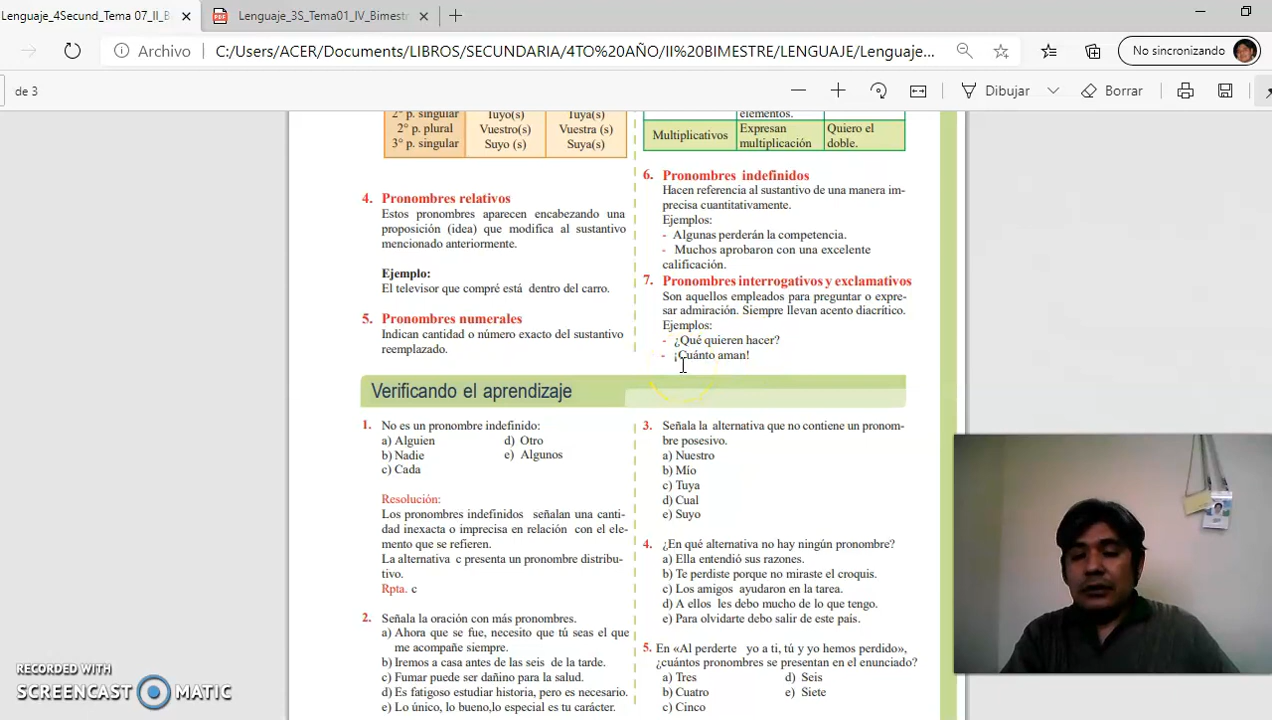 Lenguaje_4Secund_Tema 07_II_B
Lenguaje_3S_Tema01_IV_Bimestr
Archivo
C:/Users/ACER/Documents/LIBROS/SECUNDARIA/4TO%20AÑO/II%20BIMESTRE/LENGUAJE/Lenguaje...
No sincronizando
de 3
Dibujar
Borrar
2° p. singular Tuyo(s) Tuya(s)
2° p. plural Vuestro(s) Vuestra (s)
3° p. singular Suyo (s) Suya(s)
4. Pronombres relativos
Estos pronombres aparecen encabezando una
proposición (idea) que modifica al sustantivo
mencionado anteriormente.
Ejemplo:
El televisor que compré está dentro del carro.
5. Pronombres numerales
Indican cantidad o número exacto del sustantivo
reemplazado.
elementos.
Multiplicativos Expresan Quiero el
multiplicación doble.
6. Pronombres indefinidos
Hacen referencia al sustantivo de una manera im-
precisa cuantitativamente.
Ejemplos:
- Algunas perderán la competencia.
- Muchos aprobaron con una excelente
calificación.
7. Pronombres interrogativos y exclamativos
Son aquellos empleados para preguntar o expre-
sar admiración. Siempre llevan acento diacrítico.
Ejemplos:
- ¿Qué quieren hacer?
- ¡Cuánto aman!
Verificando el aprendizaje
1. No es un pronombre indefinido:
a) Alguien d) Otro
b) Nadie e) Algunos
c) Cada
Resolución:
Los pronombres indefinidos señalan una canti-
dad inexacta o imprecisa en relación con el ele-
mento que se refieren.
La alternativa c presenta un pronombre distribu-
tivo.
Rpta. c
2. Señala la oración con más pronombres.
a) Ahora que se fue, necesito que tú seas el que
me acompañe siempre.
b) Iremos a casa antes de las seis de la tarde.
c) Fumar puede ser dañino para la salud.
d) Es fatigoso estudiar historia, pero es necesario.
e) Lo único, lo bueno,lo especial es tu carácter.
3. Señala la alternativa que no contiene un pronom-
bre posesivo.
a) Nuestro
b) Mío
c) Tuya
d) Cual
e) Suyo
4. ¿En qué alternativa no hay ningún pronombre?
a) Ella entendió sus razones.
b) Te perdiste porque no miraste el croquis.
c) Los amigos ayudaron en la tarea.
d) A ellos les debo mucho de lo que tengo.
e) Para olvidarte debo salir de este país.
5. En «Al perderte yo a ti, tú y yo hemos perdido»,
¿cuántos pronombres se presentan en el enunciado?
a) Tres d) Seis
b) Cuatro e) Siete
c) Cinco
RECORDED WITH
SCREENCAST MATIC